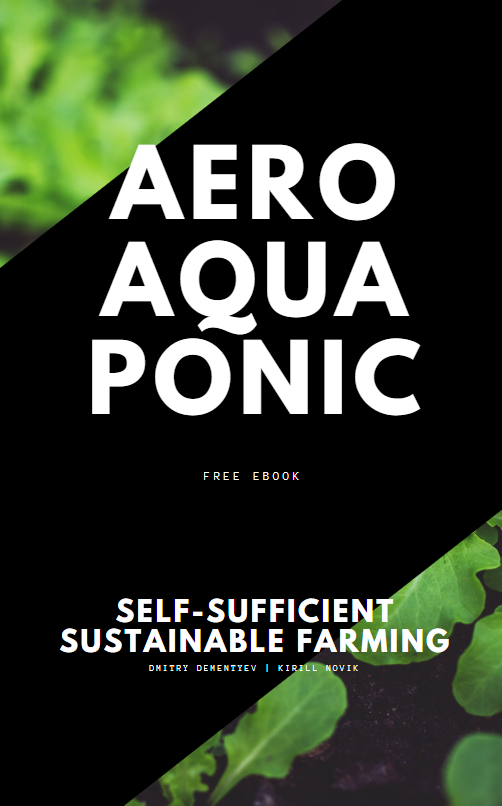 AERO
AQUA
PONIC
FREE EBOOK
SELF-SUFFICIENT
SUSTAINABLE FARMING
DMITRY DEMENTYEV | KIRILL NOVIK